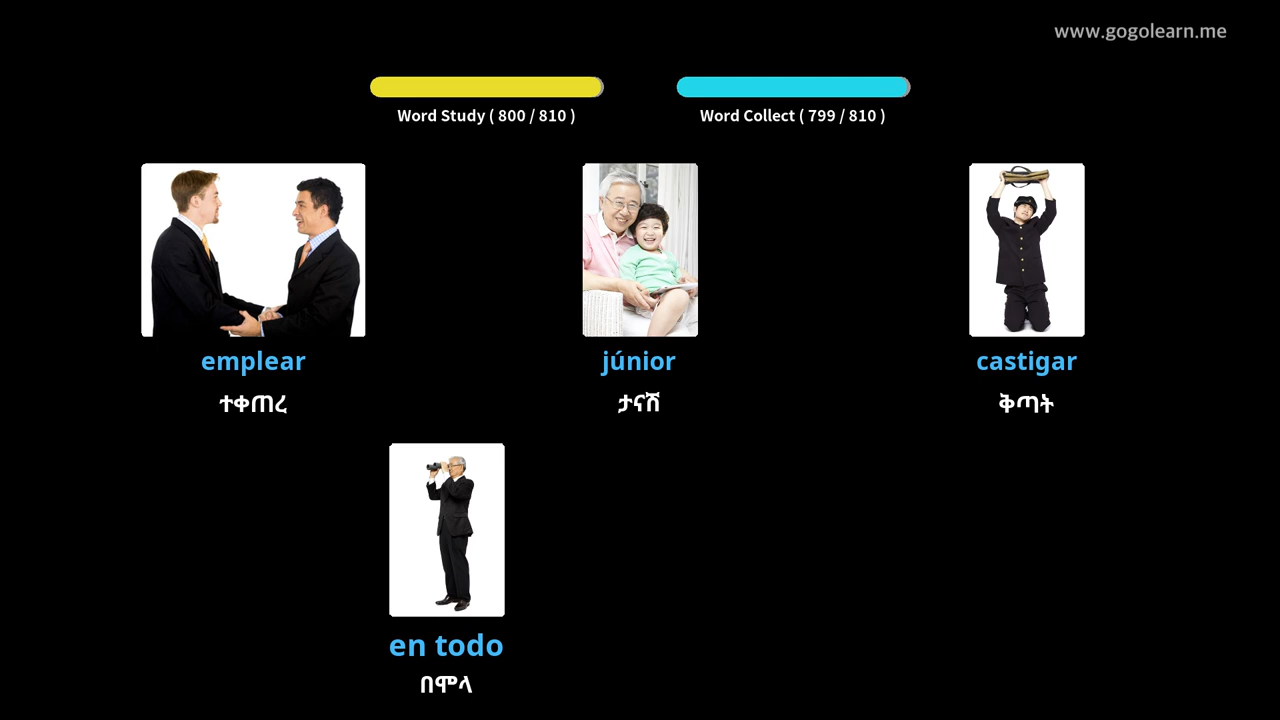 www.gogolearn.me
Word Study ( 800 / 810 )
Word Collect ( 799 / 810 )
emplear
júnior
castigar
ተቀጠረ
ታናሽ
ቅጣት
en todo
በሞላ